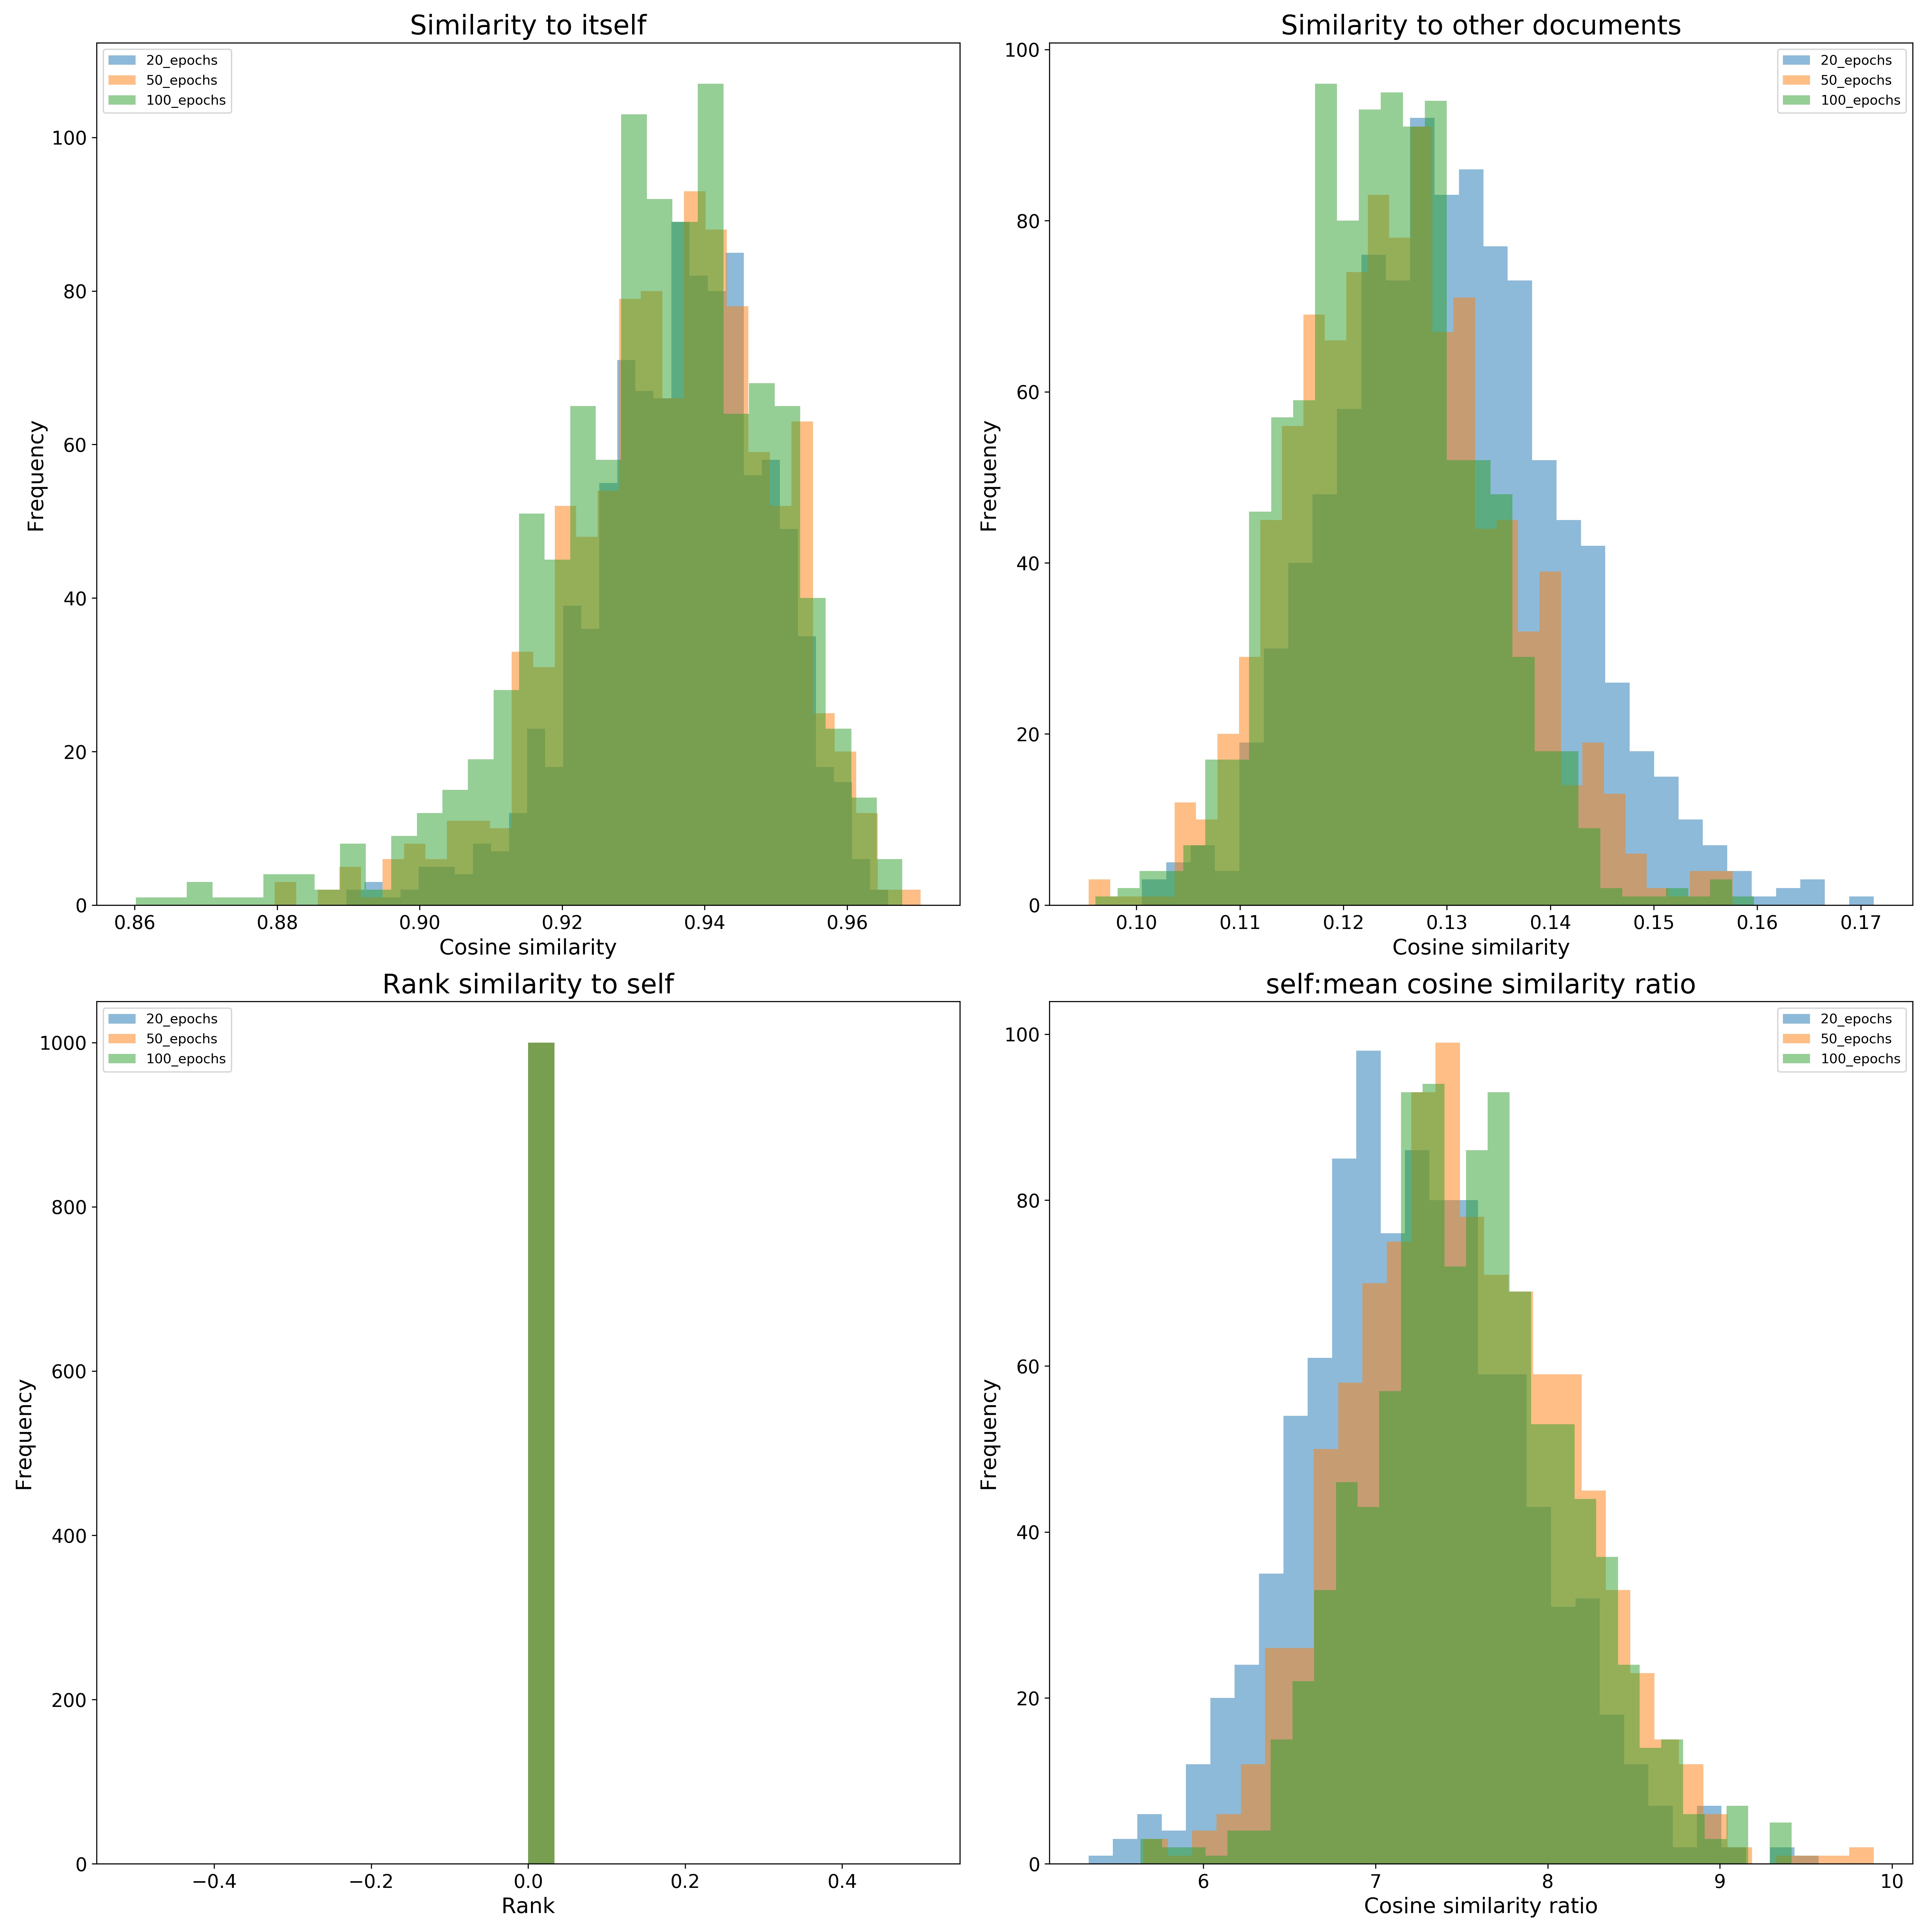 Similarity to itself
20_epochs
50_epochs
100_epochs
Frequency
100
80
60
40
20
0
0.86 0.88 0.90 0.92 0.94 0.96
Cosine similarity
Similarity to other documents
20_epochs
50_epochs
100_epochs
Frequency
100
80
60
40
20
0
0.10 0.11 0.12 0.13 0.14 0.15 0.16 0.17
Cosine similarity
Rank similarity to self
20_epochs
50_epochs
100_epochs
Frequency
1000
800
600
400
200
0
−0.4 −0.2 0.0 0.2 0.4
Rank
self:mean cosine similarity ratio
20_epochs
50_epochs
100_epochs
Frequency
100
80
60
40
20
0
6 7 8 9 10
Cosine similarity ratio